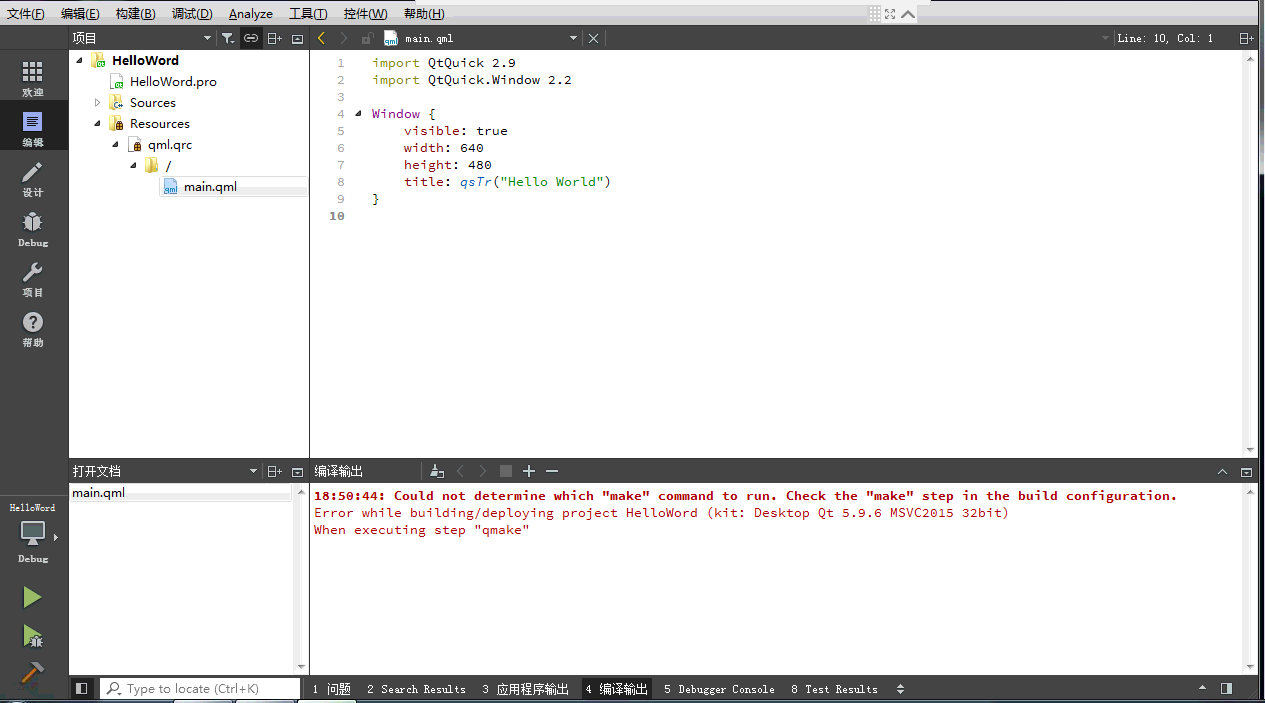 文件(F) 编辑(E) 构建(B) 调试(D) Analyze 工具(T) 控件(W) 帮助(H)
项目
main.qml
Line: 10, Col: 1
欢迎
编辑
设计
Debug
项目
帮助
HelloWord
HelloWord.pro
Sources
Resources
qml.qrc
/
main.qml
1 import QtQuick 2.9
2 import QtQuick.Window 2.2
3
4 Window {
5 visible: true
6 width: 640
7 height: 480
8 title: qsTr("Hello World")
9 }
10
打开文档
main.qml
编译输出
18:50:44: Could not determine which "make" command to run. Check the "make" step in the build configuration.
Error while building/deploying project HelloWord (kit: Desktop Qt 5.9.6 MSVC2015 32bit)
When executing step "qmake"
HelloWord
Debug
Type to locate (Ctrl+K)
1 问题 2 Search Results 3 应用程序输出 4 编译输出 5 Debugger Console 8 Test Results